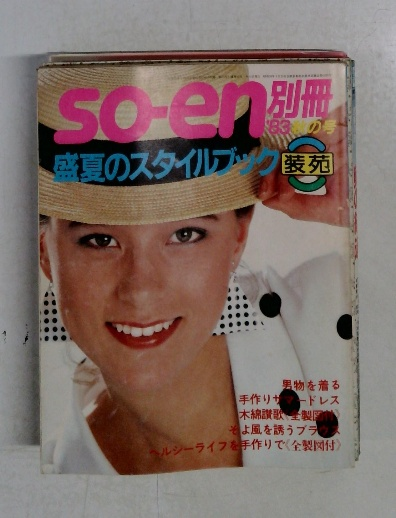 so-en 別冊
'83 秋の号
盛夏のスタイルブック 装苑
男物を着る
手作りサマードレス
木綿讃歌《全製図付》
そよ風を誘うブラウス
ヘルシーライフを手作りで《全製図付》